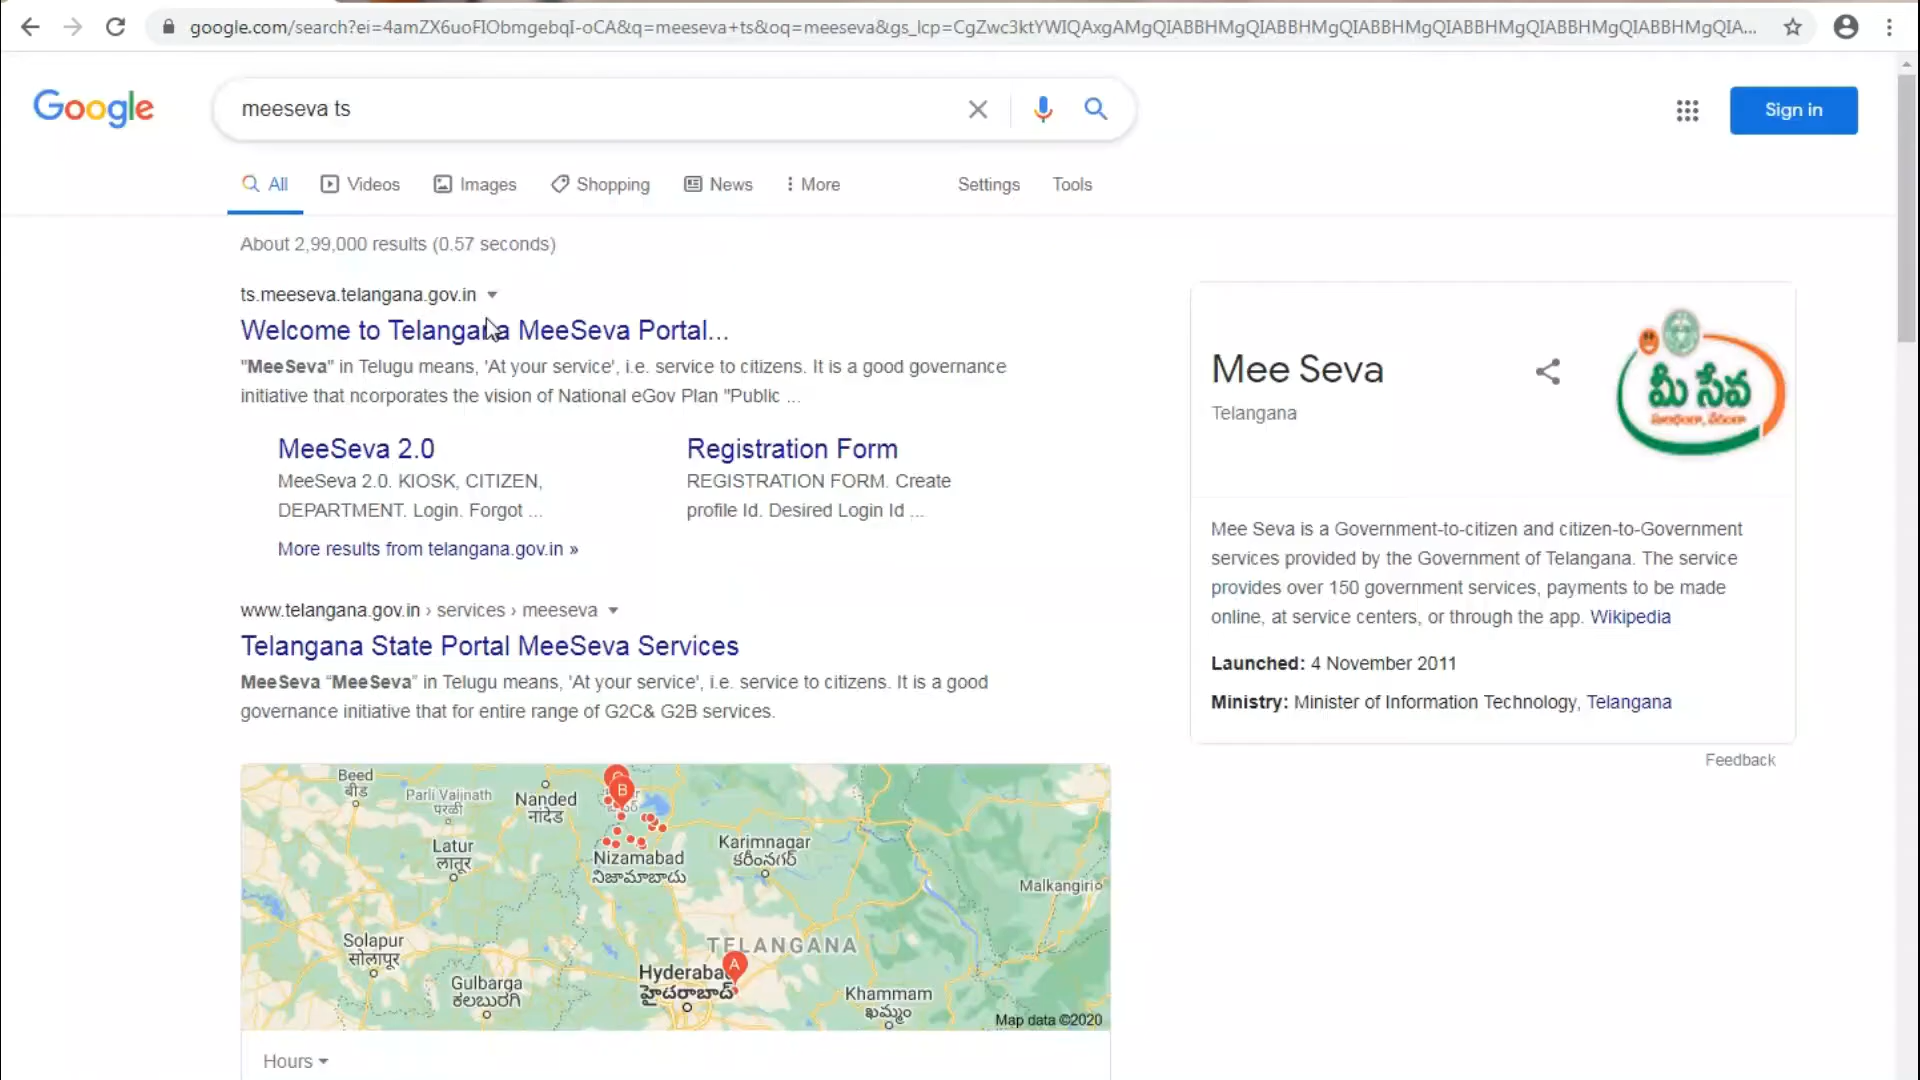 google.com/search?ei=4amZX6uoFIObmgebqI-oCA&q=meeseva+ts&oq=meeseva&gs_lcp=CgZwc3ktYWIQAxgAMgQIABBHMgQIABBHMgQIABBHMgQIABBHMgQIABBHMgQIABBHMgQIA...
Google
meeseva ts
Sign in
All Videos Images Shopping News More Settings Tools
About 2,99,000 results (0.57 seconds)
ts.meeseva.telangana.gov.in
Welcome to Telangana MeeSeva Portal...
"MeeSeva" in Telugu means, 'At your service', i.e. service to citizens. It is a good governance
initiative that ncorporates the vision of National eGov Plan "Public ...
MeeSeva 2.0
MeeSeva 2.0. KIOSK, CITIZEN,
DEPARTMENT. Login. Forgot ...
Registration Form
REGISTRATION FORM. Create
profile Id. Desired Login Id ...
More results from telangana.gov.in »
www.telangana.gov.in › services › meeseva
Telangana State Portal MeeSeva Services
MeeSeva “MeeSeva” in Telugu means, 'At your service', i.e. service to citizens. It is a good
governance initiative that for entire range of G2C& G2B services.
Beed
बीड
Parli Vaijnath
परळी
Nanded
नांदेड
B
Latur
लातूर
Nizamabad
నిజామాబాదు
Karimnagar
కరీంనగర్
Malkangiri
Solapur
सोलापूर
TELANGANA
A
Gulbarga
ಕಲಬುರಗಿ
Hyderabad
హైదరాబాద్
Khammam
ఖమ్మం
Map data ©2020
Hours
Mee Seva
Telangana
మీ సేవ
Mee Seva is a Government-to-citizen and citizen-to-Government
services provided by the Government of Telangana. The service
provides over 150 government services, payments to be made
online, at service centers, or through the app. Wikipedia
Launched: 4 November 2011
Ministry: Minister of Information Technology, Telangana
Feedback